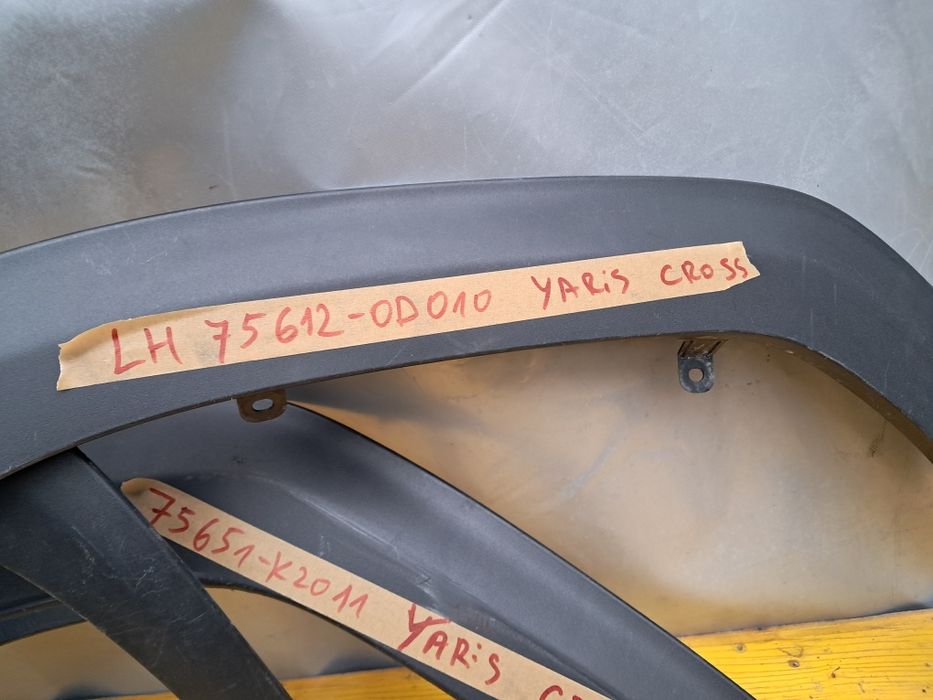 LH 75612-0D010 YARiS CROSS
75651-K2011 YARiS